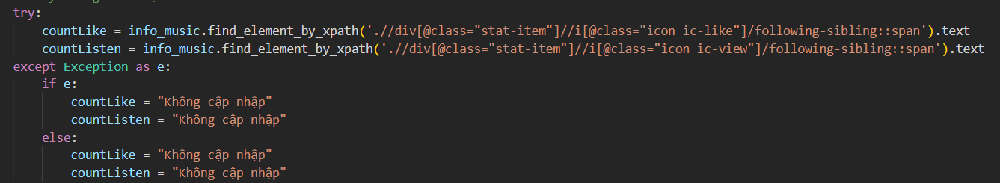 try:
    countLike = info_music.find_element_by_xpath('.//div[@class="stat-item"]//i[@class="icon ic-like"]/following-sibling::span').text
    countListen = info_music.find_element_by_xpath('.//div[@class="stat-item"]//i[@class="icon ic-view"]/following-sibling::span').text
except Exception as e:
    if e:
        countLike = "Không cập nhập"
        countListen = "Không cập nhập"
    else:
        countLike = "Không cập nhập"
        countListen = "Không cập nhập"